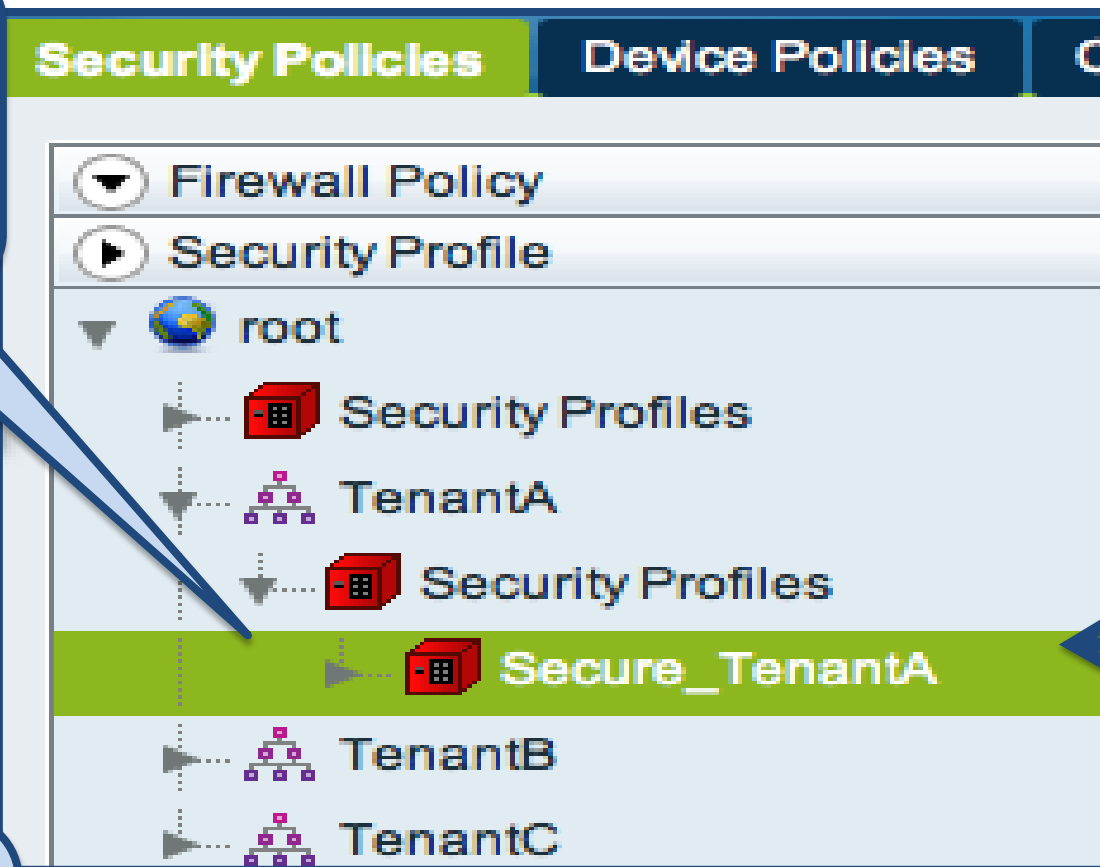 Security Policies Device Policies
Firewall Policy
Security Profile
root
Security Profiles
TenantA
Security Profiles
Secure_TenantA
TenantB
TenantC